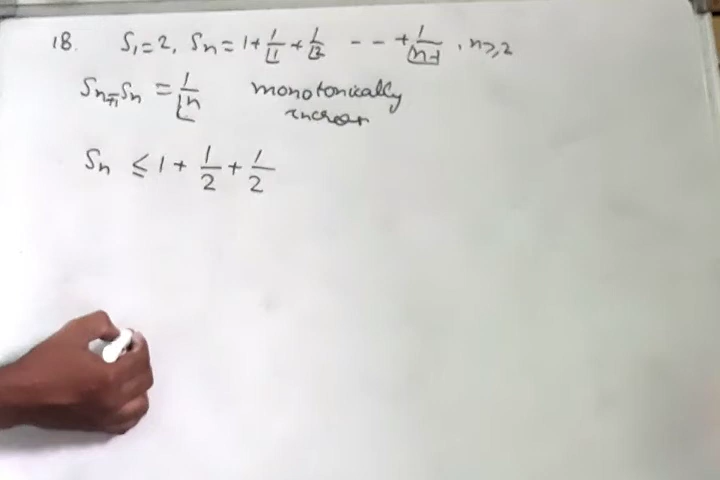 18. S₁=2, Sn = 1+ 1/⌊1 + 1/⌊2 - - + 1/⌊n-1 , n≥2
Sn+1-Sn = 1/⌊n monotonically
Sn ≤ 1 + 1/2 + 1/2